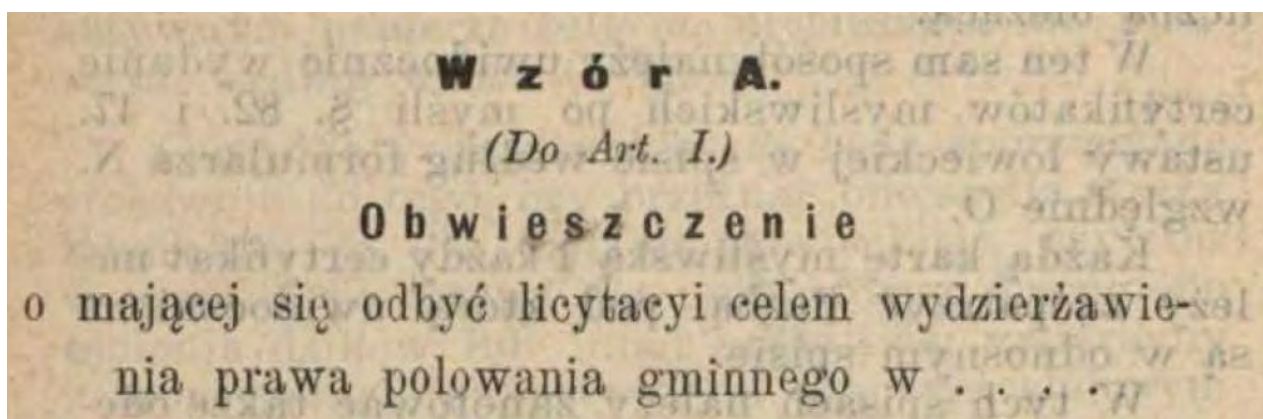 Wzór A.
(Do Art. I.)
Obwieszczenie
o mającej się odbyć licytacyi celem wydzierżawie-
nia prawa polowania gminnego w . . . .